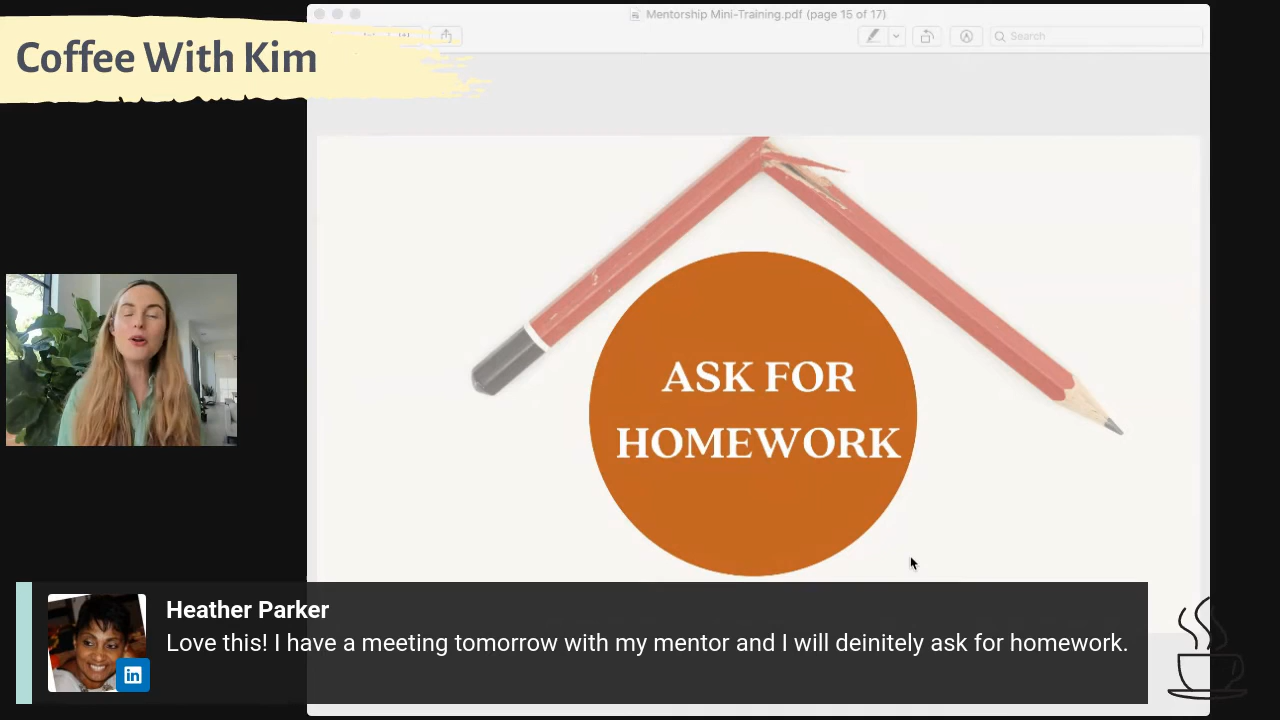 Mentorship Mini-Training.pdf (page 15 of 17)
Coffee With Kim
Search
ASK FOR
HOMEWORK
Heather Parker
in
Love this! I have a meeting tomorrow with my mentor and I will deinitely ask for homework.